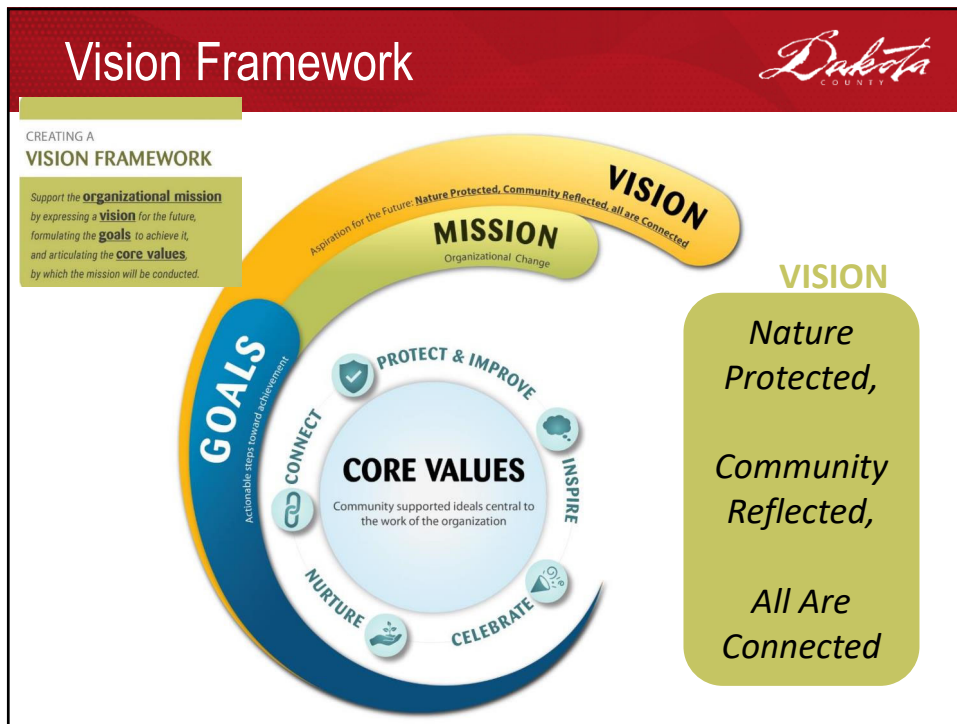 Vision Framework
Dakota
COUNTY
CREATING A
VISION FRAMEWORK
Support the organizational mission
by expressing a vision for the future,
formulating the goals to achieve it,
and articulating the core values,
by which the mission will be conducted.
VISION
Aspiration for the Future: Nature Protected, Community Reflected, all are Connected
MISSION
Organizational Change
GOALS
Actionable steps toward achievement
PROTECT & IMPROVE
INSPIRE
CELEBRATE
NURTURE
CONNECT
CORE VALUES
Community supported ideals central to
the work of the organization
VISION
Nature
Protected,
Community
Reflected,
All Are
Connected